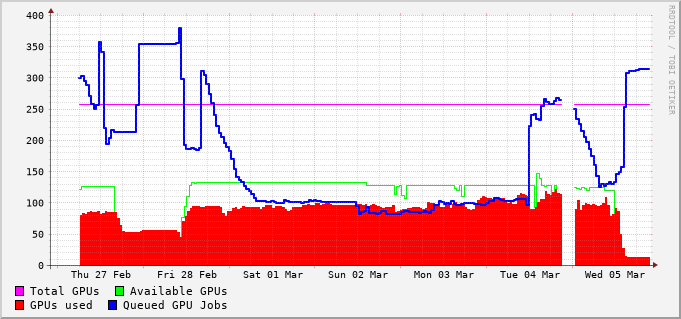 400
350
300
250
200
150
100
50
0
Thu 27 Feb Fri 28 Feb Sat 01 Mar Sun 02 Mar Mon 03 Mar Tue 04 Mar Wed 05 Mar
Total GPUs Available GPUs
GPUs used Queued GPU Jobs
RRDTOOL / TOBI OETIKER